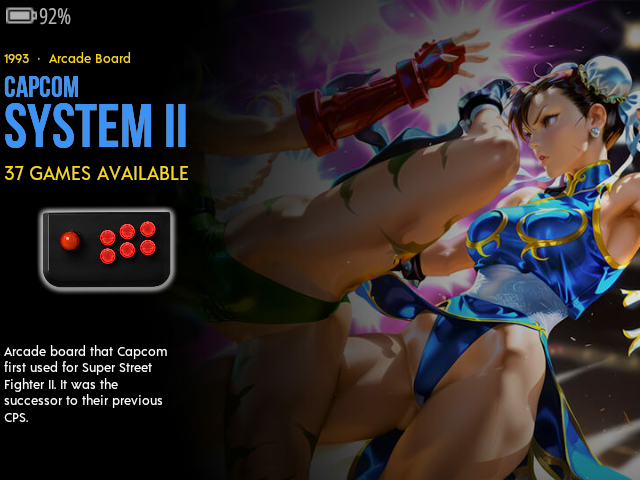 92%
1993 · Arcade Board
CAPCOM
SYSTEM II
37 GAMES AVAILABLE
Arcade board that Capcom
first used for Super Street
Fighter II. It was the
successor to their previous
CPS.